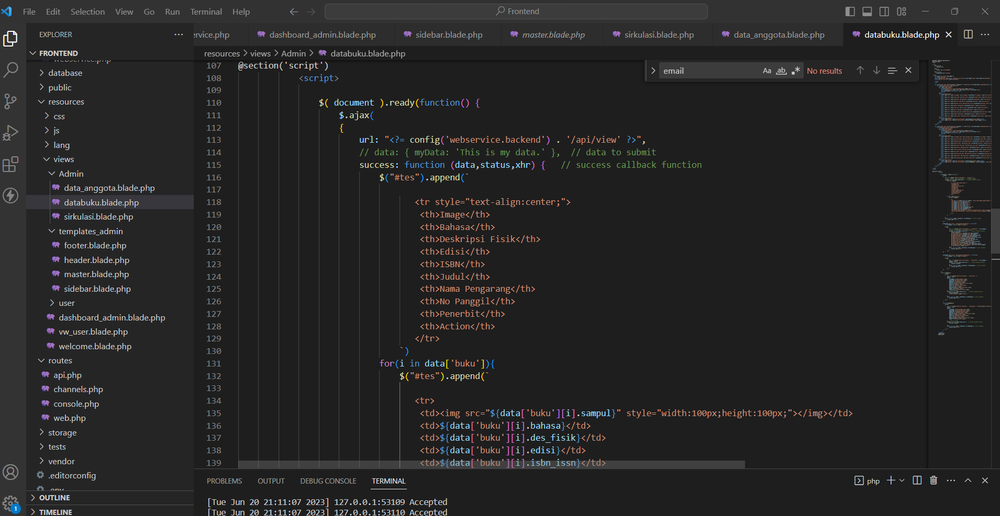 File Edit Selection View Go Run Terminal Help
Frontend
EXPLORER
FRONTEND
webservice.php
database
public
resources
css
js
lang
views
Admin
data_anggota.blade.php
databuku.blade.php
sirkulasi.blade.php
templates_admin
footer.blade.php
header.blade.php
master.blade.php
sidebar.blade.php
user
dashboard_admin.blade.php
vw_user.blade.php
welcome.blade.php
routes
api.php
channels.php
console.php
web.php
storage
tests
vendor
.editorconfig
.env
OUTLINE
TIMELINE
1
ervice.php dashboard_admin.blade.php sidebar.blade.php master.blade.php sirkulasi.blade.php data_anggota.blade.php databuku.blade.php
resources > views > Admin > databuku.blade.php
email Aa ab No results
107 @section('script')
108 <script>
109
110 $( document ).ready(function() {
111 $.ajax(
112 {
113 url: "<?= config('webservice.backend') . '/api/view' ?>",
114 // data: { myData: 'This is my data.' }, // data to submit
115 success: function (data,status,xhr) { // success callback function
116 $("#tes").append(`
117
118 <tr style="text-align:center;">
119 <th>Image</th>
120 <th>Bahasa</th>
121 <th>Deskripsi Fisik</th>
122 <th>Edisi</th>
123 <th>ISBN</th>
124 <th>Judul</th>
125 <th>Nama Pengarang</th>
126 <th>No Panggil</th>
127 <th>Penerbit</th>
128 <th>Action</th>
129 </tr>
130 `)
131 for(i in data['buku']){
132 $("#tes").append(`
133
134 <tr>
135 <td><img src="${data['buku'][i].sampul}" style="width:100px;height:100px;"></img></td>
136 <td>${data['buku'][i].bahasa}</td>
137 <td>${data['buku'][i].des_fisik}</td>
138 <td>${data['buku'][i].edisi}</td>
139 <td>${data['buku'][i].isbn_issn}</td>
PROBLEMS OUTPUT DEBUG CONSOLE TERMINAL php
[Tue Jun 20 21:11:07 2023] 127.0.0.1:53109 Accepted
[Tue Jun 20 21:11:07 2023] 127.0.0.1:53110 Accepted